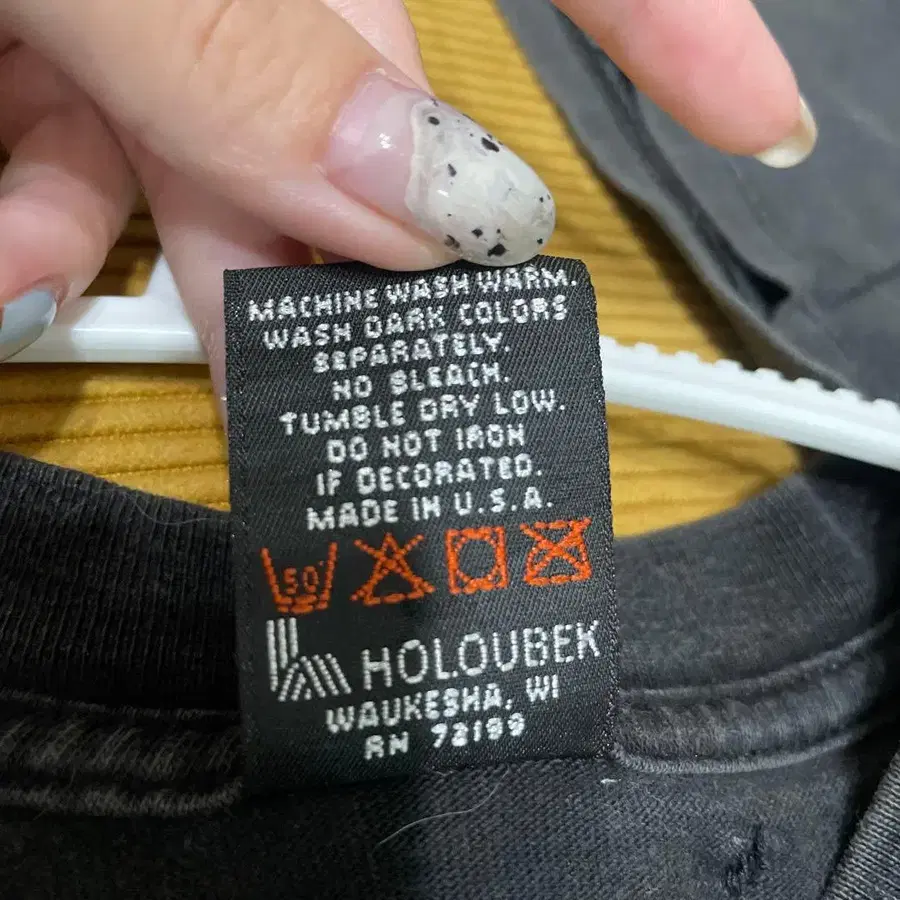 MACHINE WASH WARM.
WASH DARK COLORS
SEPARATELY.
NO BLEACH.
TUMBLE DRY LOW.
DO NOT IRON
IF DECORATED.
MADE IN U.S.A.
50°
HOLOUBEK
WAUKESHA, WI
RN 73199